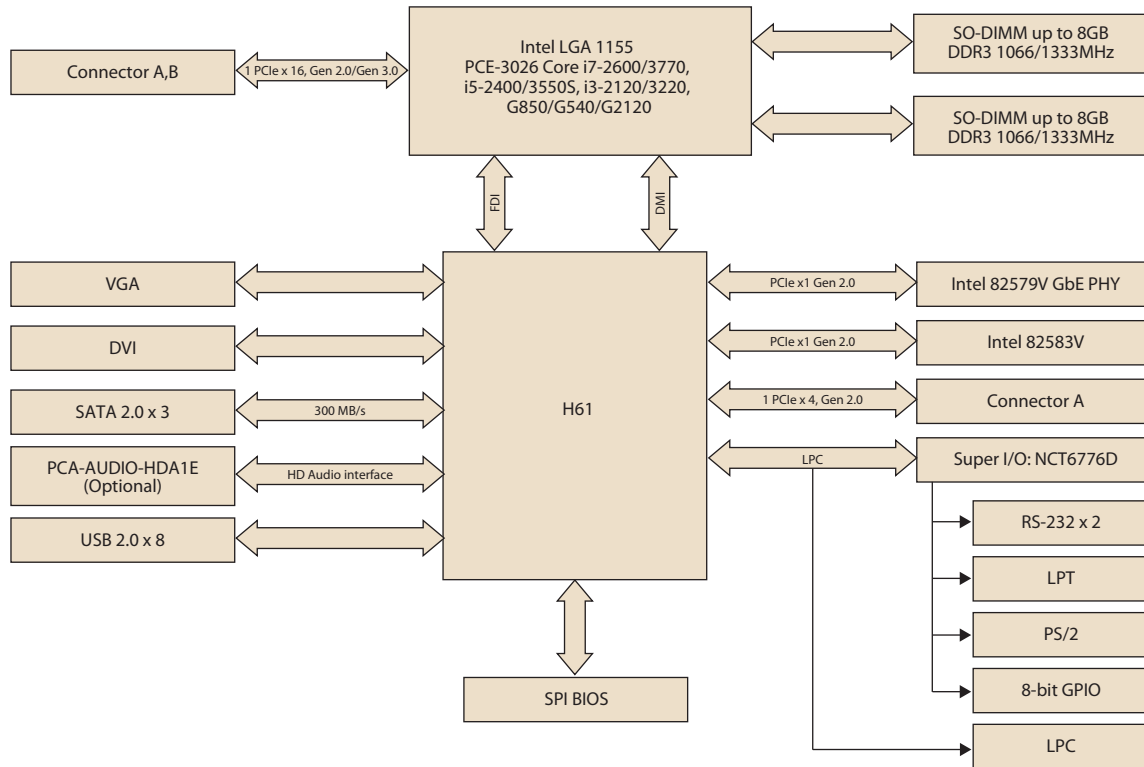 Connector A,B
1 PCIe x 16, Gen 2.0/Gen 3.0
Intel LGA 1155
PCE-3026 Core i7-2600/3770,
i5-2400/3550S, i3-2120/3220,
G850/G540/G2120
SO-DIMM up to 8GB
DDR3 1066/1333MHz
SO-DIMM up to 8GB
DDR3 1066/1333MHz
FDI
DMI
VGA
DVI
SATA 2.0 x 3
300 MB/s
PCA-AUDIO-HDA1E
(Optional)
HD Audio interface
USB 2.0 x 8
H61
PCIe x1 Gen 2.0
Intel 82579V GbE PHY
PCIe x1 Gen 2.0
Intel 82583V
1 PCIe x 4, Gen 2.0
Connector A
LPC
Super I/O: NCT6776D
RS-232 x 2
LPT
PS/2
8-bit GPIO
LPC
SPI BIOS